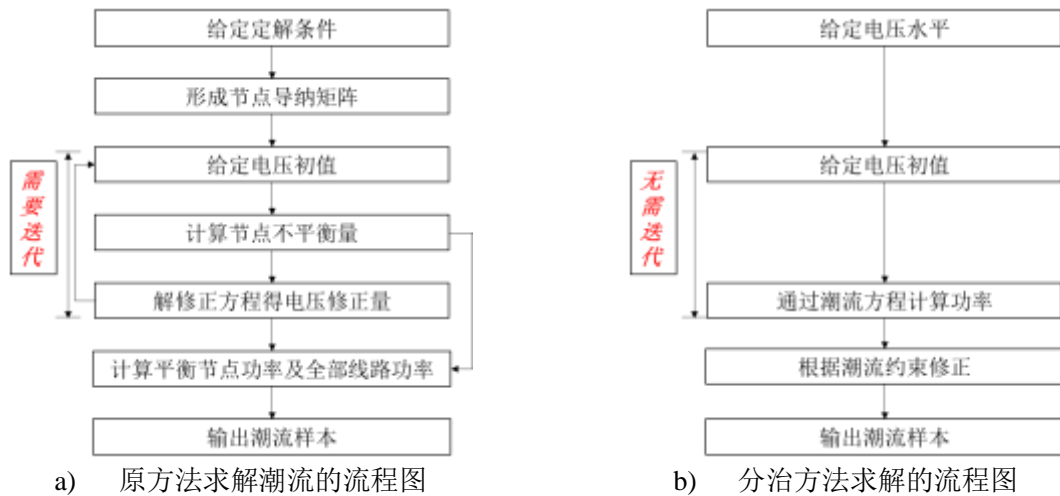 给定定解条件
形成节点导纳矩阵
给定电压初值
计算节点不平衡量
解修正方程得电压修正量
计算平衡节点功率及全部线路功率
输出潮流样本
需
要
迭
代
a) 原方法求解潮流的流程图
给定电压水平
给定电压初值
通过潮流方程计算功率
根据潮流约束修正
输出潮流样本
无
需
迭
代
b) 分治方法求解的流程图